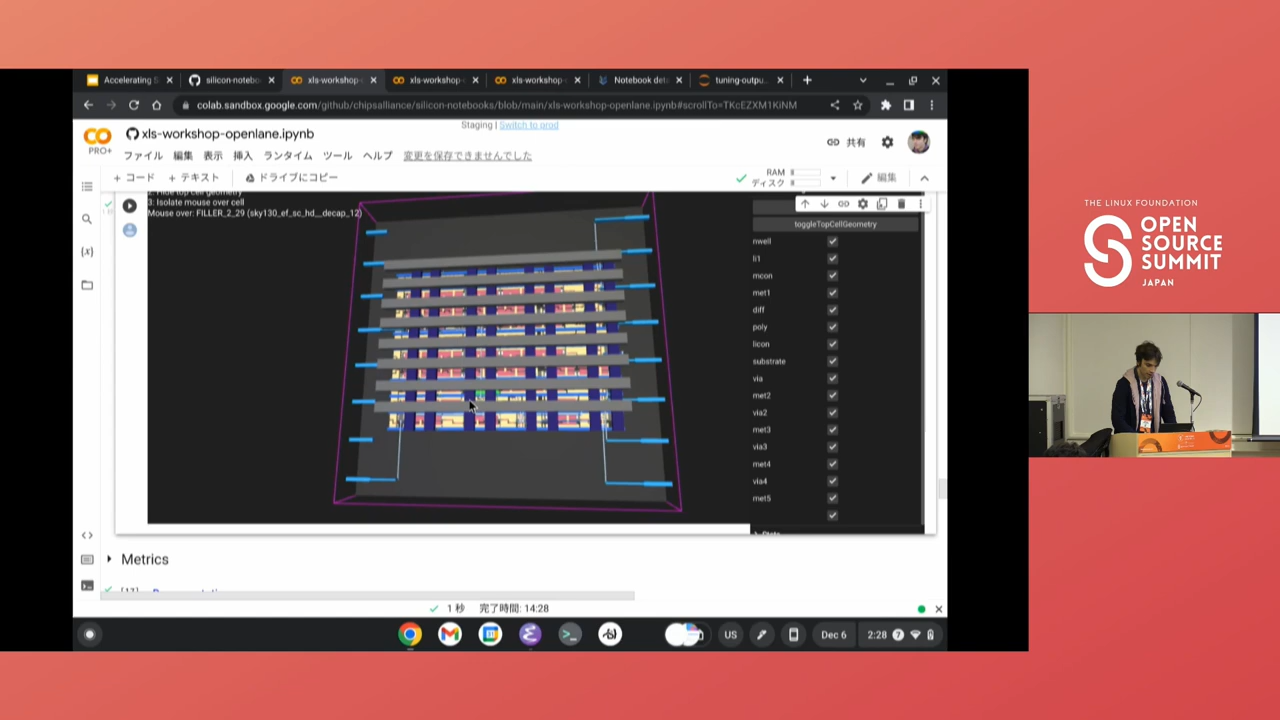 Accelerating S
silicon-notebo
xls-workshop-
xls-workshop-
xls-workshop-
Notebook deta
tuning-outpu
colab.sandbox.google.com/github/chipsalliance/silicon-notebooks/blob/main/xls-workshop-openlane.ipynb#scrollTo=TKcEZXM1KiNM
Staging | Switch to prod
PRO+
xls-workshop-openlane.ipynb
共有
ファイル 編集 表示 挿入 ランタイム ツール ヘルプ 変更を保存できませんでした
+ コード + テキスト ドライブにコピー
RAM
ディスク
編集
2: Hide top cell geometry
3: Isolate mouse over cell
Mouse over: FILLER_2_29 (sky130_ef_sc_hd__decap_12)
toggleTopCellGeometry
nwell
li1
mcon
met1
diff
poly
licon
substrate
via
met2
via2
met3
via3
met4
via4
met5
Metrics
1 秒 完了時間: 14:28
US
Dec 6
2:28
THE LINUX FOUNDATION
OPEN
SOURCE
SUMMIT
JAPAN